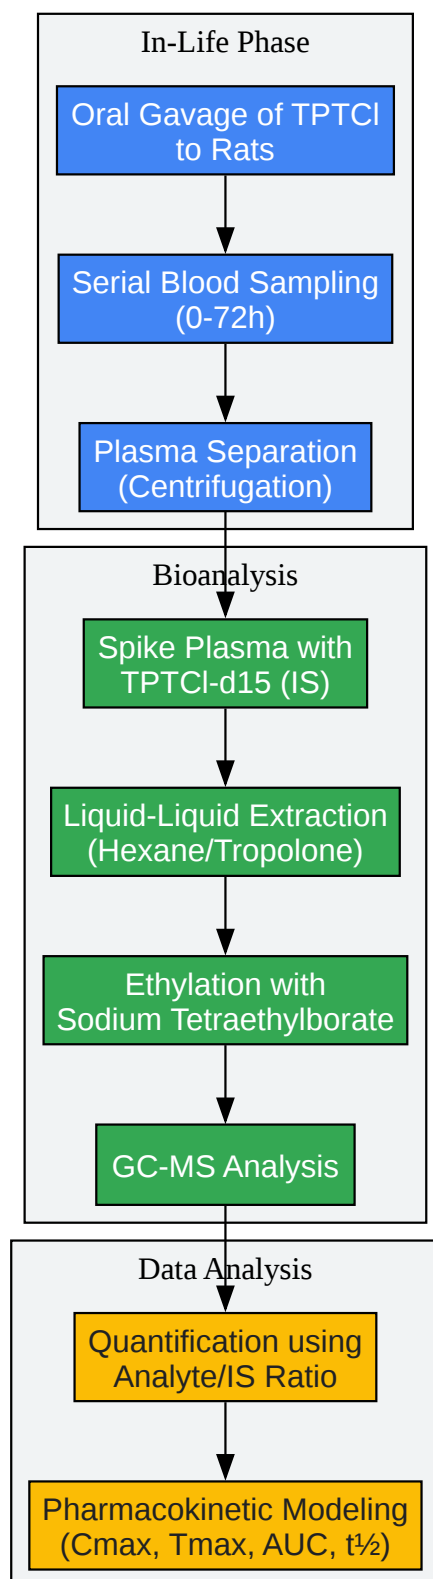 In-Life Phase
Oral Gavage of TPTCl
to Rats
Serial Blood Sampling
(0-72h)
Plasma Separation
(Centrifugation)
Bioanalysis
Spike Plasma with
TPTCl-d15 (IS)
Liquid-Liquid Extraction
(Hexane/Tropolone)
Ethylation with
Sodium Tetraethylborate
GC-MS Analysis
Data Analysis
Quantification using
Analyte/IS Ratio
Pharmacokinetic Modeling
(Cmax, Tmax, AUC, t½)